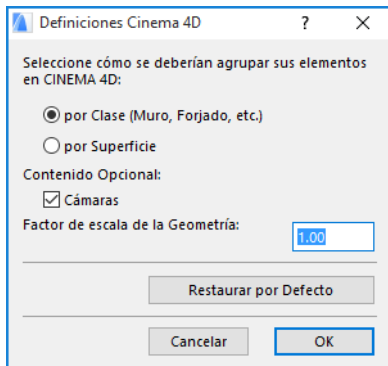 Definiciones Cinema 4D
Seleccione cómo se deberían agrupar sus elementos
en CINEMA 4D:
por Clase (Muro, Forjado, etc.)
por Superficie
Contenido Opcional:
Cámaras
Factor de escala de la Geometría:
1.00
Restaurar por Defecto
Cancelar
OK